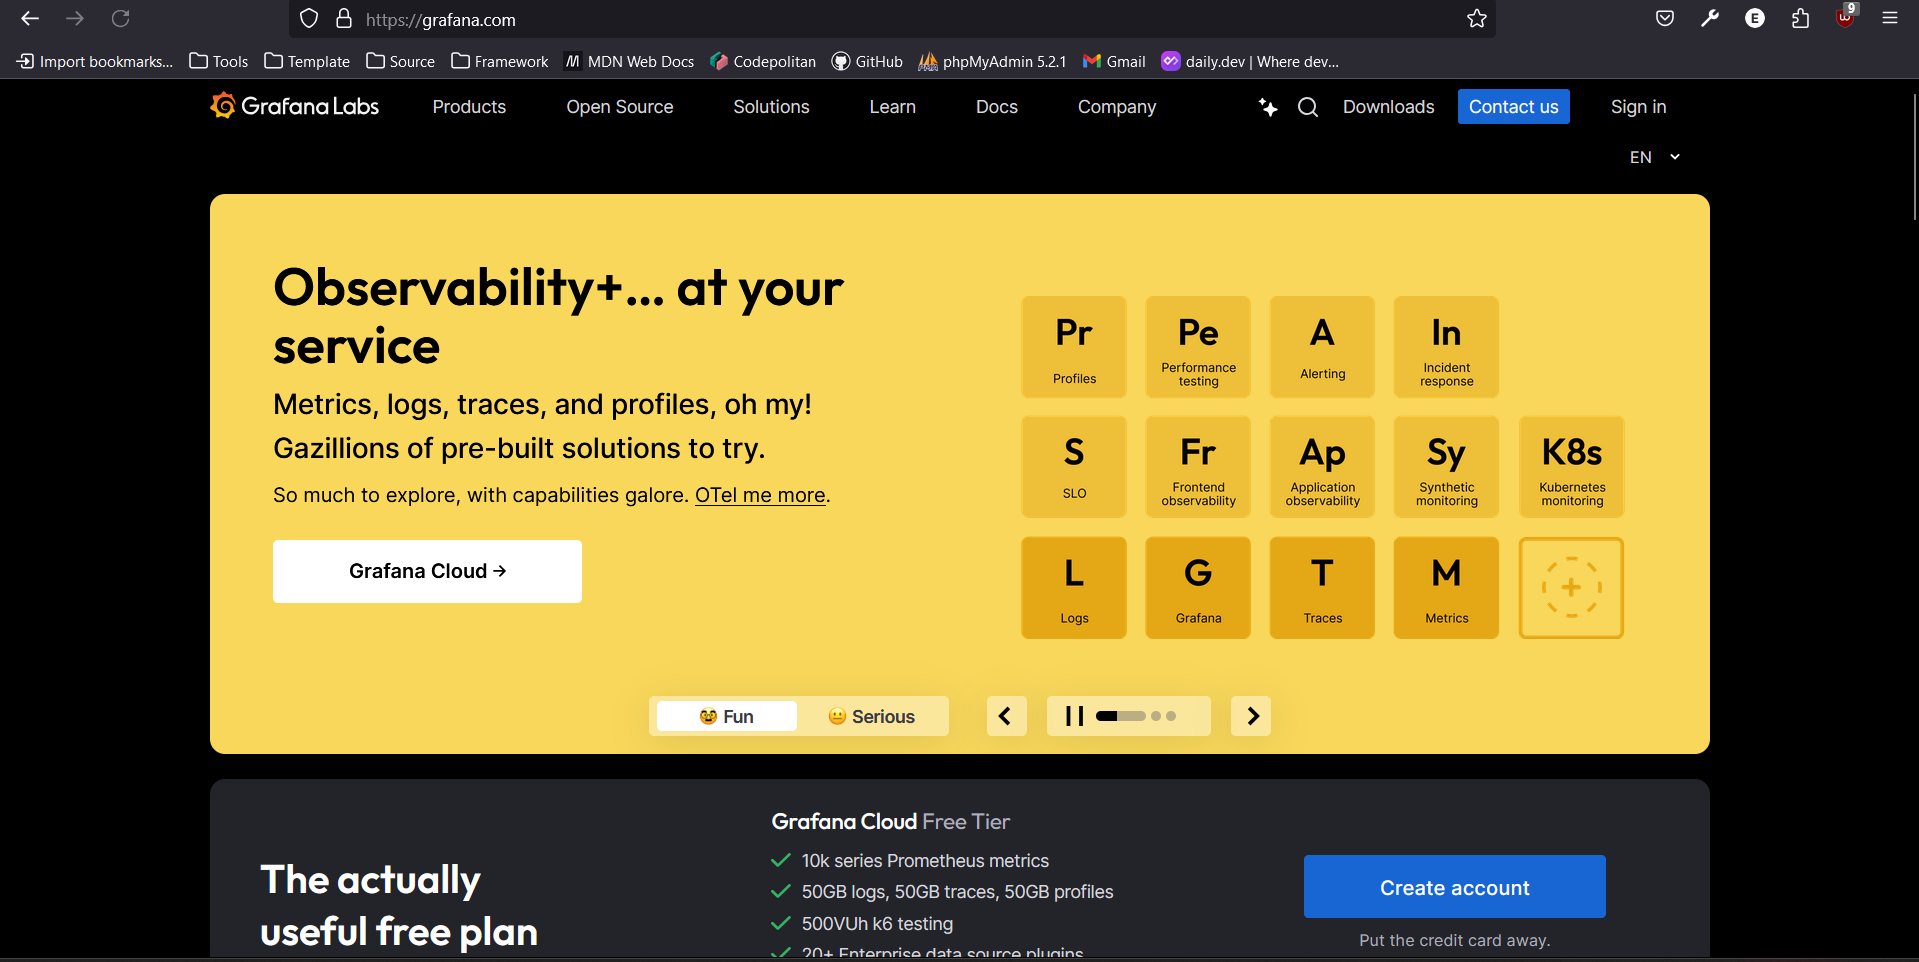 https://grafana.com
9
Import bookmarks...
Tools
Template
Source
Framework
MDN Web Docs
Codepolitan
GitHub
phpMyAdmin 5.2.1
Gmail
daily.dev | Where dev...
Grafana Labs
Products
Open Source
Solutions
Learn
Docs
Company
Downloads
Contact us
Sign in
EN
Observability+... at your
service
Metrics, logs, traces, and profiles, oh my!
Gazillions of pre-built solutions to try.
So much to explore, with capabilities galore. OTel me more.
Grafana Cloud →
Pr
Profiles
Pe
Performance
testing
A
Alerting
In
Incident
response
S
SLO
Fr
Frontend
observability
Ap
Application
observability
Sy
Synthetic
monitoring
K8s
Kubernetes
monitoring
L
Logs
G
Grafana
T
Traces
M
Metrics
Fun
Serious
The actually
useful free plan
Grafana Cloud Free Tier
10k series Prometheus metrics
50GB logs, 50GB traces, 50GB profiles
500VUh k6 testing
20+ Enterprise data source plugins
Create account
Put the credit card away.